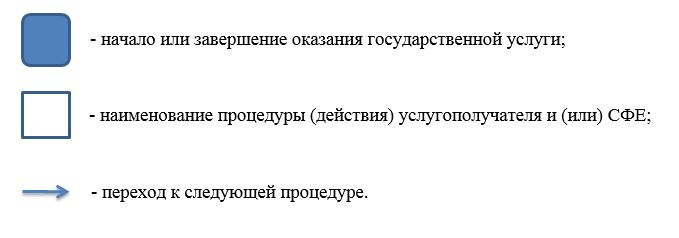 - начало или завершение оказания государственной услуги;
- наименование процедуры (действия) услугополучателя и (или) СФЕ;
- переход к следующей процедуре.